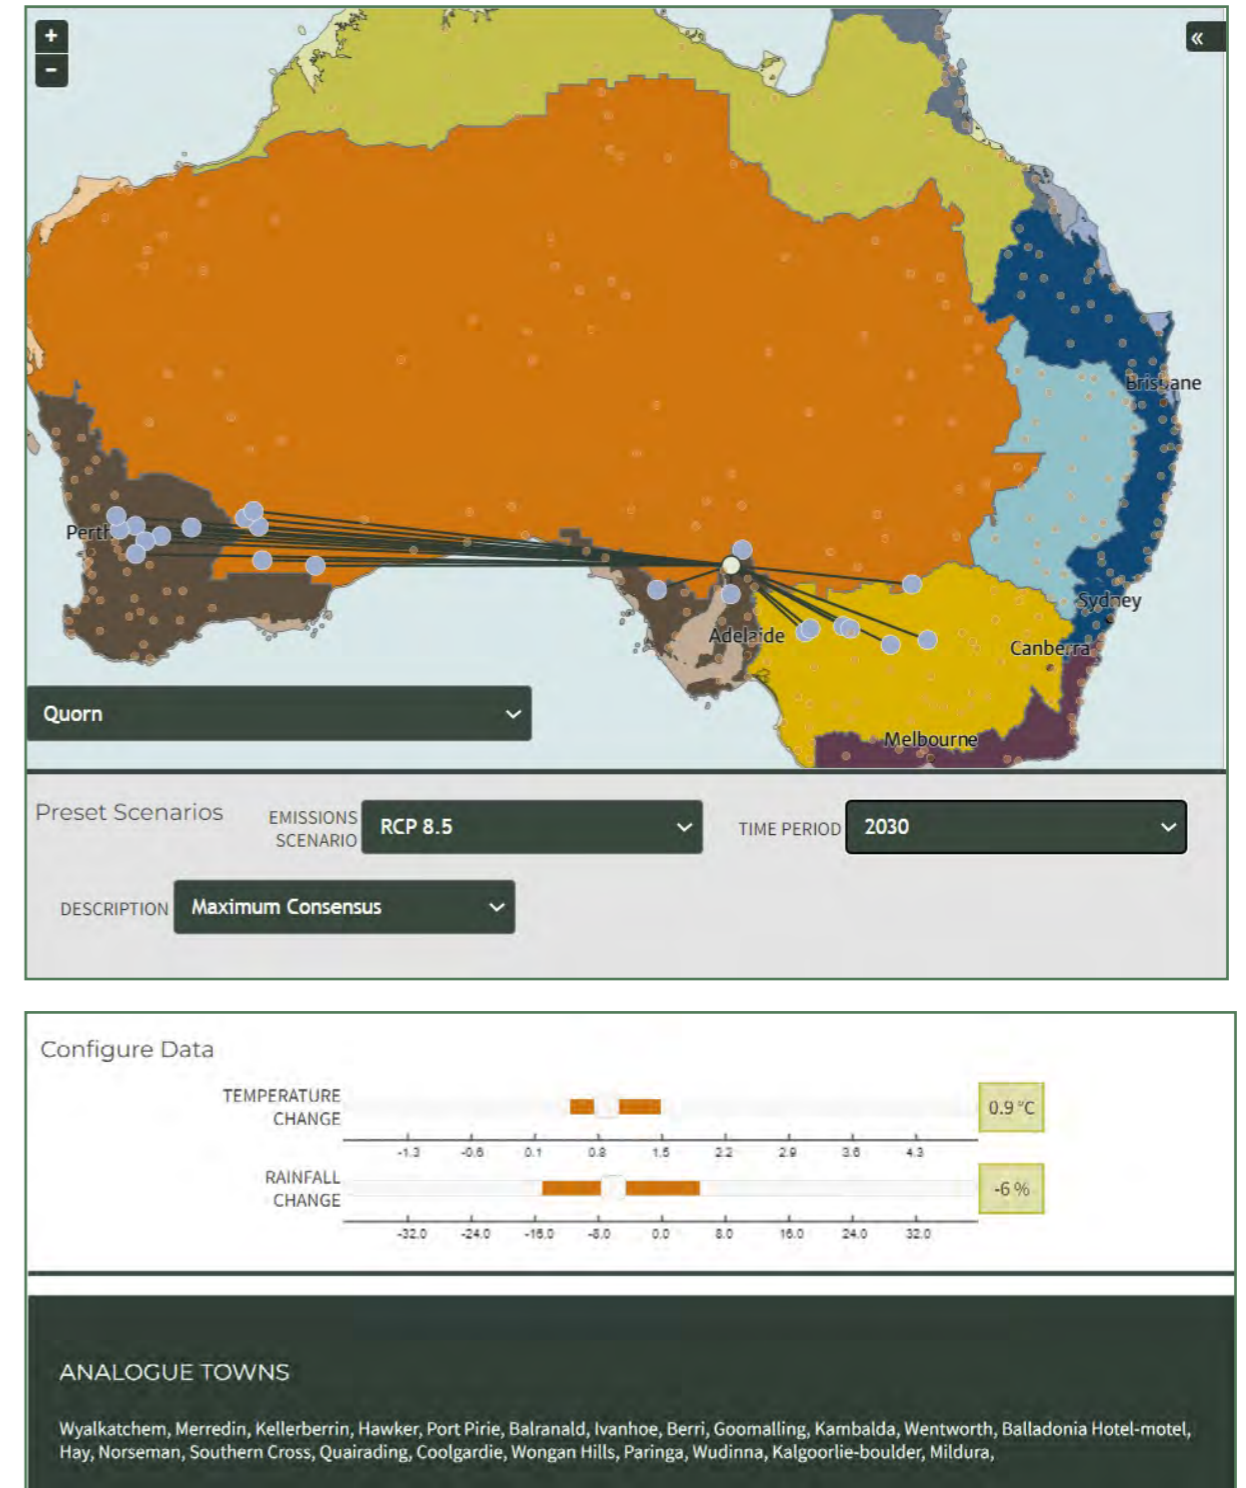 +
«
-
Brisbane
Perth
Sydney
Adelaide
Canberra
Quorn
Melbourne
Preset Scenarios
EMISSIONS
SCENARIO
RCP 8.5
TIME PERIOD
2030
DESCRIPTION
Maximum Consensus
Configure Data
TEMPERATURE
CHANGE
0.9 °C
-1.3 -0.6 0.1 0.8 1.5 2.2 2.9 3.6 4.3
RAINFALL
CHANGE
-6 %
-32.0 -24.0 -16.0 -8.0 0.0 8.0 16.0 24.0 32.0
ANALOGUE TOWNS
Wyalkatchem, Merredin, Kellerberrin, Hawker, Port Pirie, Balranald, Ivanhoe, Berri, Goomalling, Kambalda, Wentworth, Balladonia Hotel-motel,
Hay, Norseman, Southern Cross, Quairading, Coolgardie, Wongan Hills, Paringa, Wudinna, Kalgoorlie-boulder, Mildura,